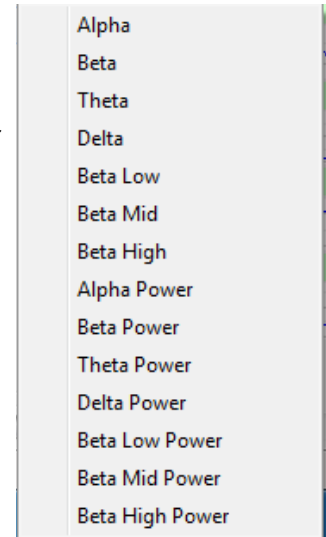 Alpha
Beta
Theta
Delta
Beta Low
Beta Mid
Beta High
Alpha Power
Beta Power
Theta Power
Delta Power
Beta Low Power
Beta Mid Power
Beta High Power